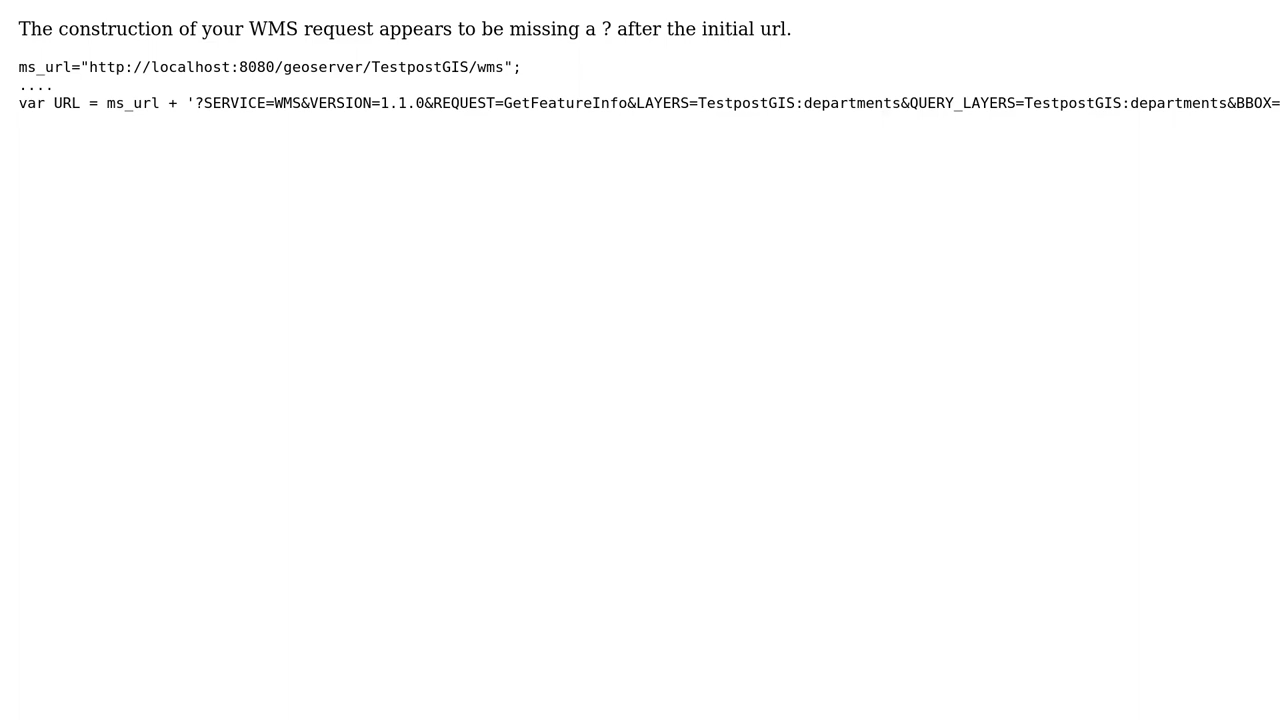 The construction of your WMS request appears to be missing a ? after the initial url.
ms_url="http://localhost:8080/geoserver/TestpostGIS/wms";
....
var URL = ms_url + '?SERVICE=WMS&VERSION=1.1.0&REQUEST=GetFeatureInfo&LAYERS=TestpostGIS:departments&QUERY_LAYERS=TestpostGIS:departments&BBOX=